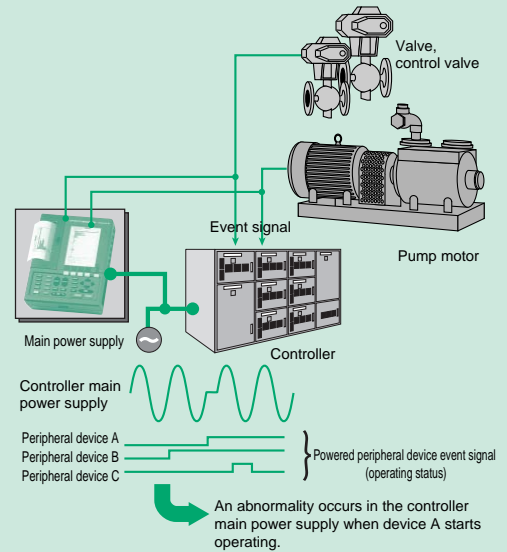 Valve,
control valve
Event signal
Pump motor
Main power supply
Controller
Controller main
power supply
Peripheral device A
Peripheral device B
Peripheral device C
Powered peripheral device event signal
(operating status)
An abnormality occurs in the controller
main power supply when device A starts
operating.